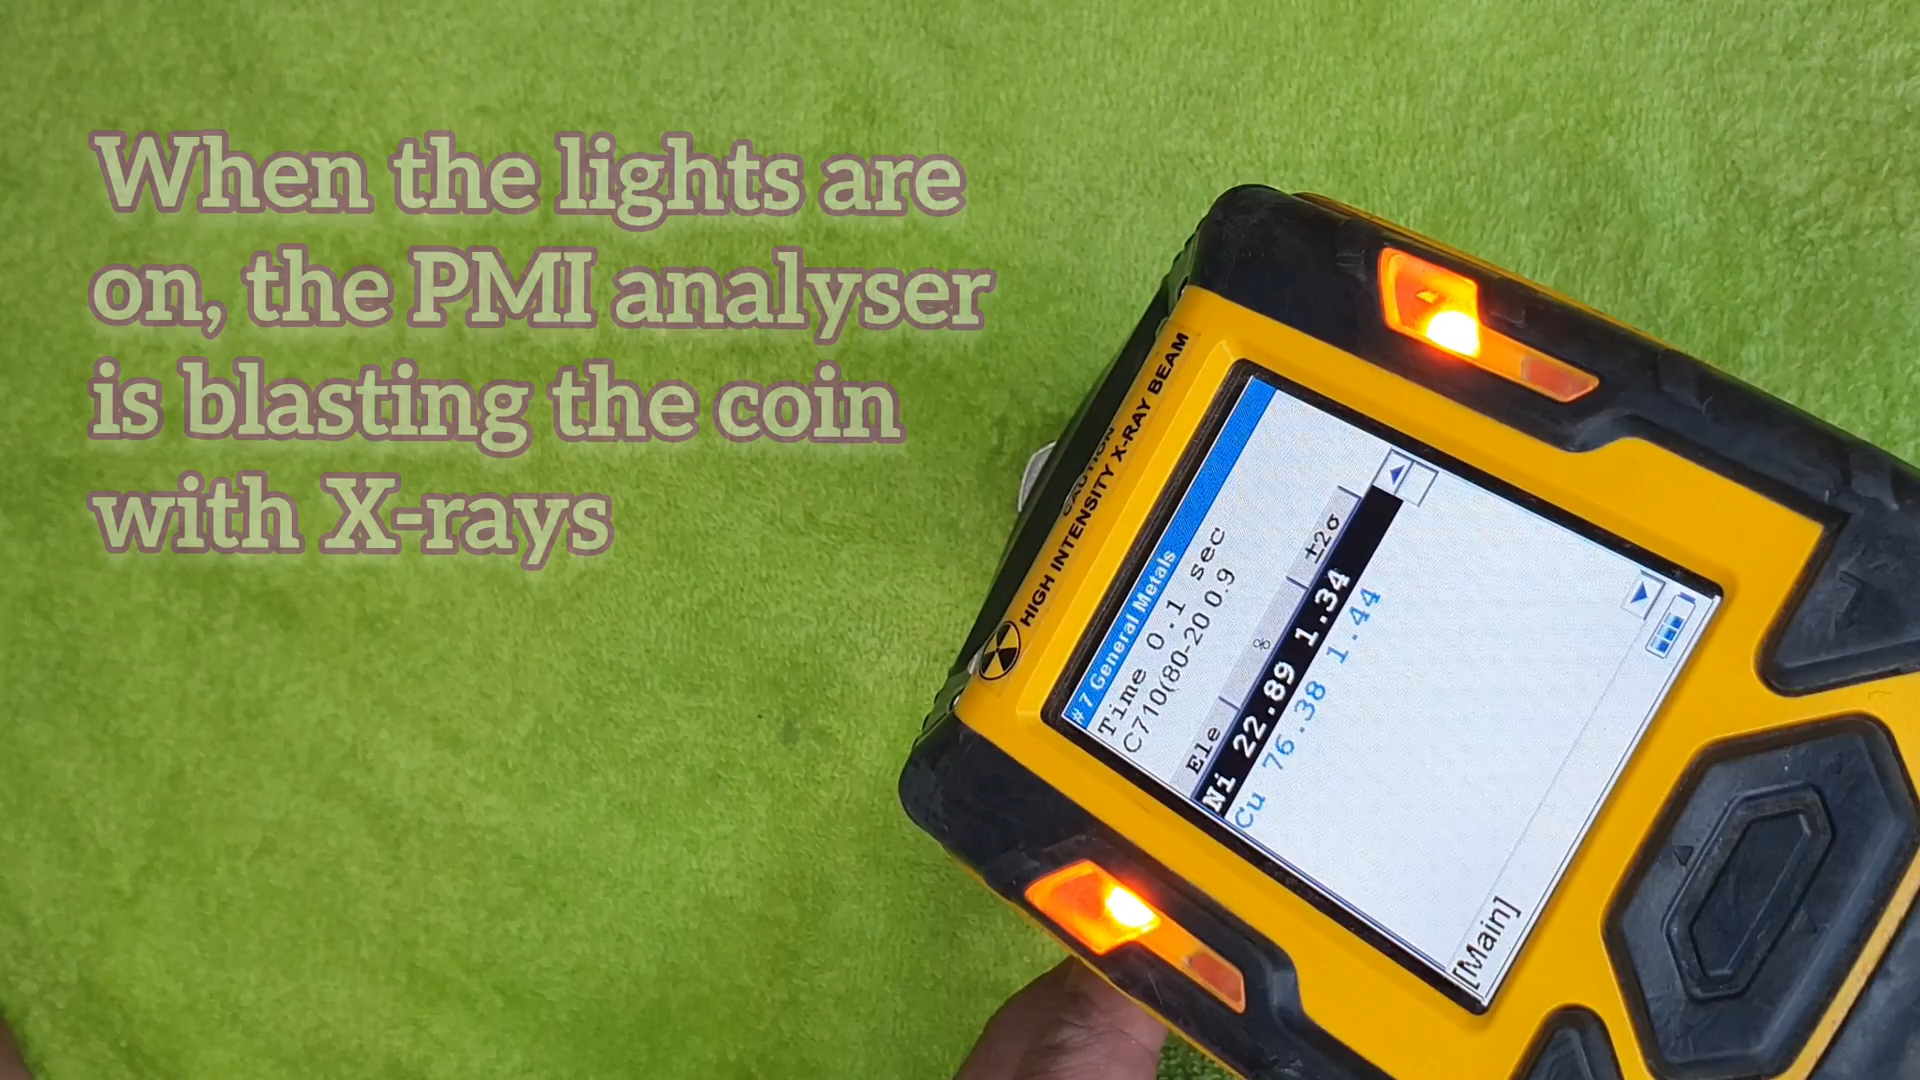 When the lights are
on, the PMI analyser
is blasting the coin
with X-rays
CAUTION
HIGH INTENSITY X-RAY BEAM
#7 General Metals
Time 0.1 sec
C710(80-20 0.9
Ele % ±2σ
Ni 22.89 1.34
Cu 76.38 1.44
[Main]